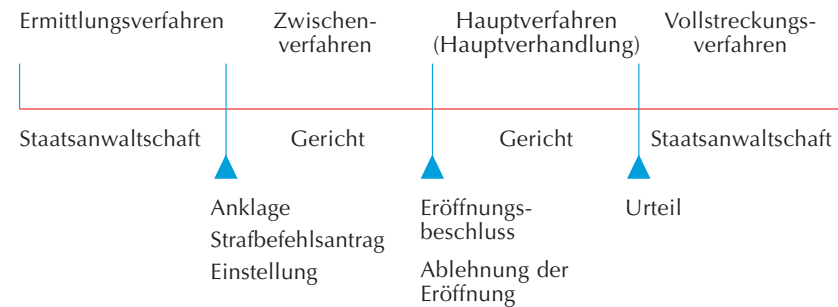 Ermittlungsverfahren
Zwischen-
verfahren
Hauptverfahren
(Hauptverhandlung)
Vollstreckungs-
verfahren
Staatsanwaltschaft
Gericht
Gericht
Staatsanwaltschaft
Anklage
Strafbefehlsantrag
Einstellung
Eröffnungs-
beschluss
Ablehnung der
Eröffnung
Urteil